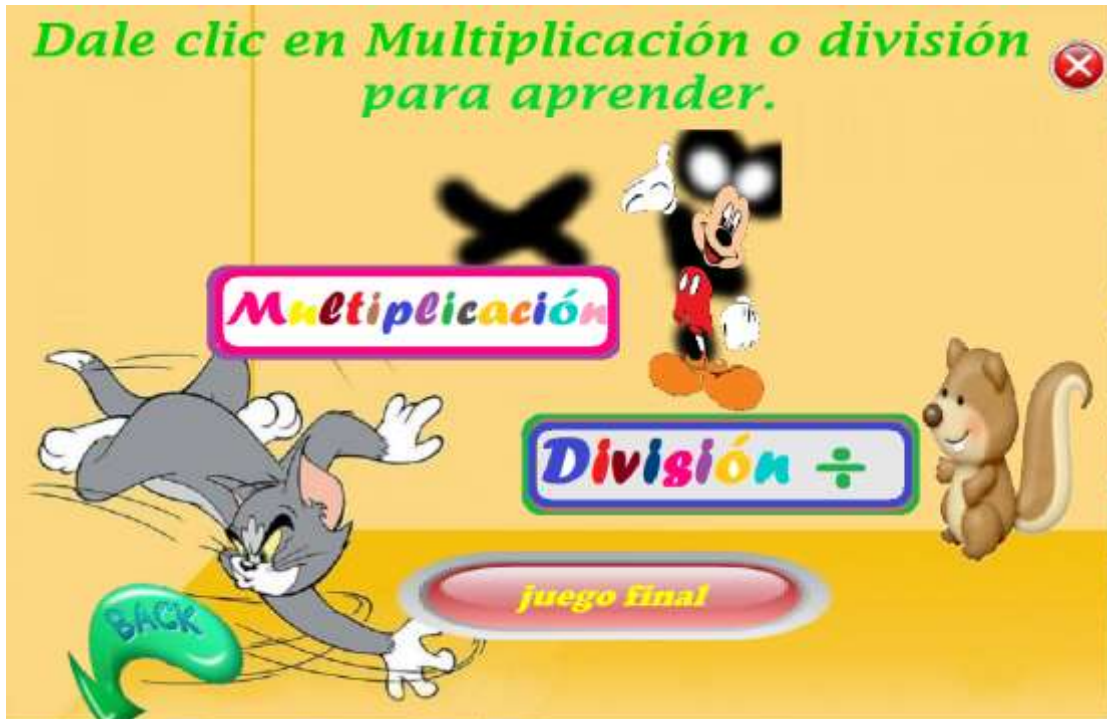 Dale clic en Multiplicación o división
para aprender.
Multiplicación
División ÷
juego final
BACK